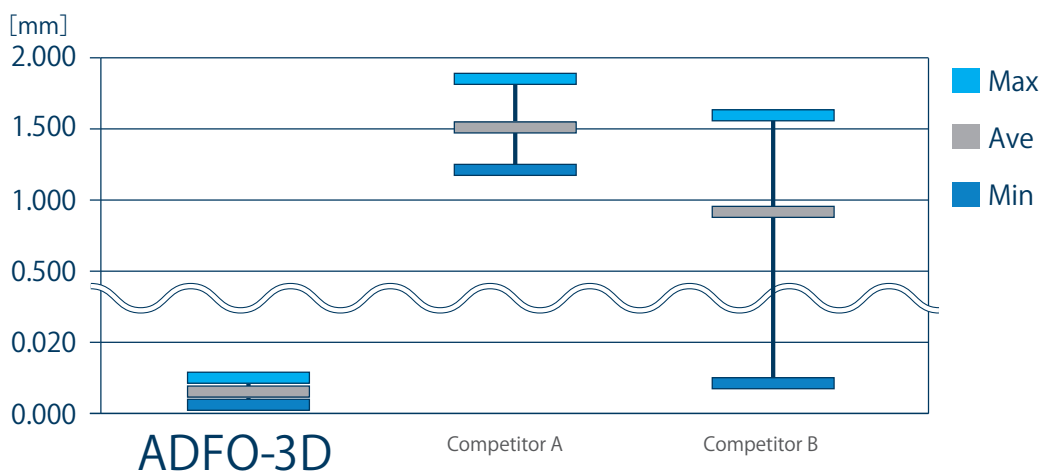 [mm]
2.000
1.500
1.000
0.500
0.020
0.000
ADFO-3D
Competitor A
Competitor B
Max
Ave
Min